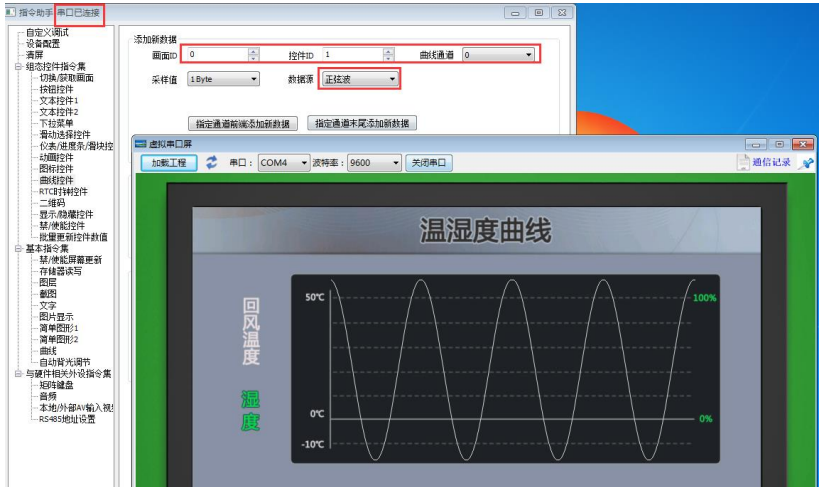 指令助手 串口已连接
自定义调试
设备配置
清屏
组态控件指令集
切换/获取画面
按钮控件
文本控件1
文本控件2
下拉菜单
滑动选择控件
仪表/进度条/滑块控
动画控件
图标控件
曲线控件
RTC时钟控件
二维码
显示/隐藏控件
禁/使能控件
批量更新控件数值
基本指令集
禁/使能屏幕更新
存储器读写
图层
截图
文字
图片显示
简单图形1
简单图形2
曲线
自动背光调节
与硬件相关外设指令集
矩阵键盘
音频
本地/外部AV输入视
RS485地址设置
添加新数据
画面ID 0 控件ID 1 曲线通道 0
采样值 1Byte 数据源 正弦波
指定通道前端添加新数据 指定通道末尾添加新数据
虚拟串口屏
加载工程 串口： COM4 波特率： 9600 关闭串口 通信记录
温湿度曲线
回风温度
湿度
50℃ 100%
0℃ 0%
-10℃